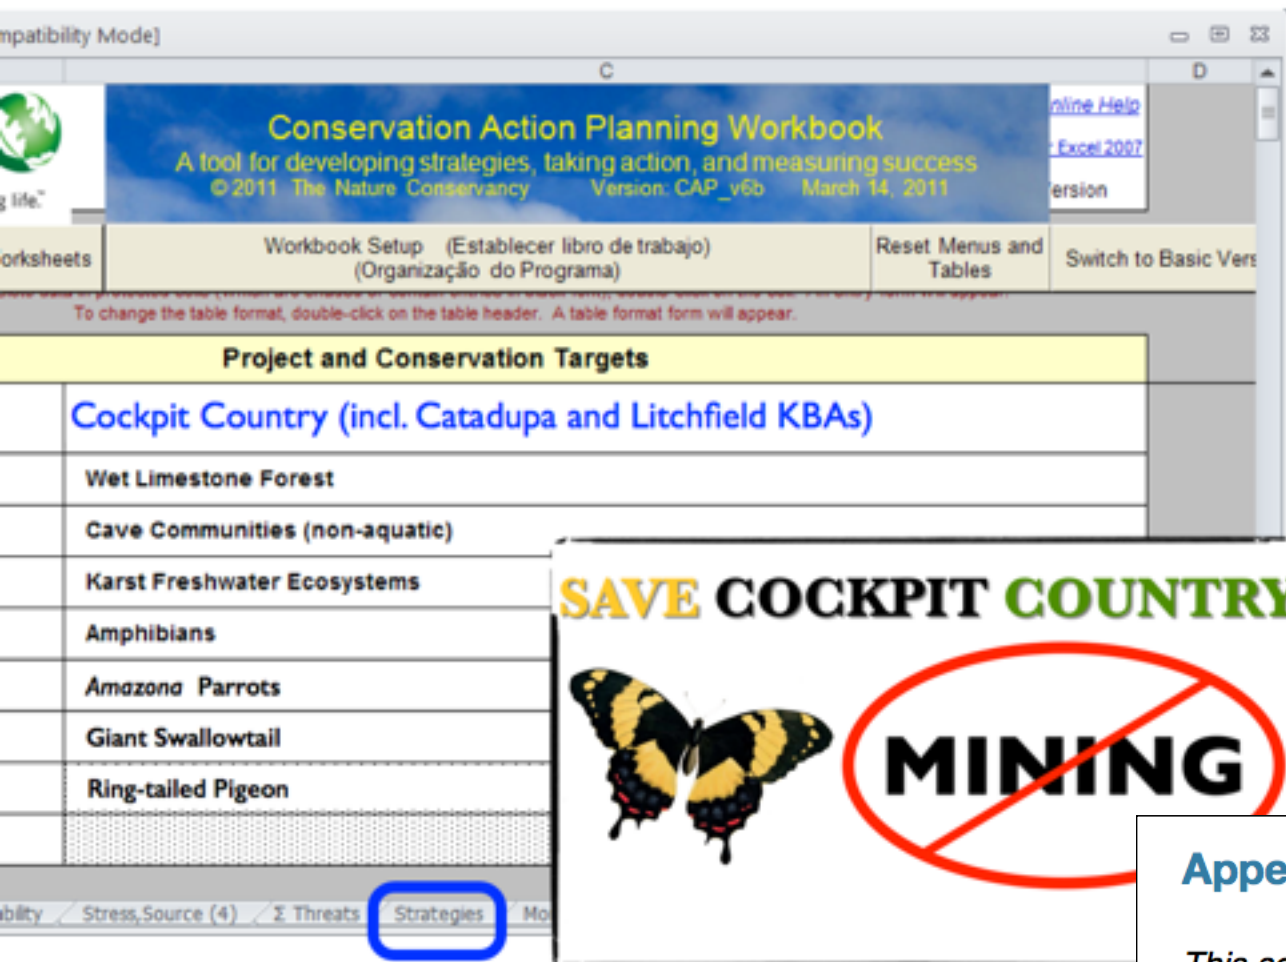 mpatibility Mode]
C
D
Conservation Action Planning Workbook
A tool for developing strategies, taking action, and measuring success
©2011 The Nature Conservancy Version: CAP_v6b March 14, 2011
nline Help
Excel 2007
ersion
g life.™
orksheets
Workbook Setup (Establecer libro de trabajo)
(Organização do Programa)
Reset Menus and
Tables
Switch to Basic Vers
To change the table format, double-click on the table header. A table format form will appear.
Project and Conservation Targets
Cockpit Country (incl. Catadupa and Litchfield KBAs)
Wet Limestone Forest
Cave Communities (non-aquatic)
Karst Freshwater Ecosystems
Amphibians
Amazona Parrots
Giant Swallowtail
Ring-tailed Pigeon
SAVE COCKPIT COUNTRY
MINING
Appe
ability
Stress,Source (4)
Σ Threats
Strategies
Mo